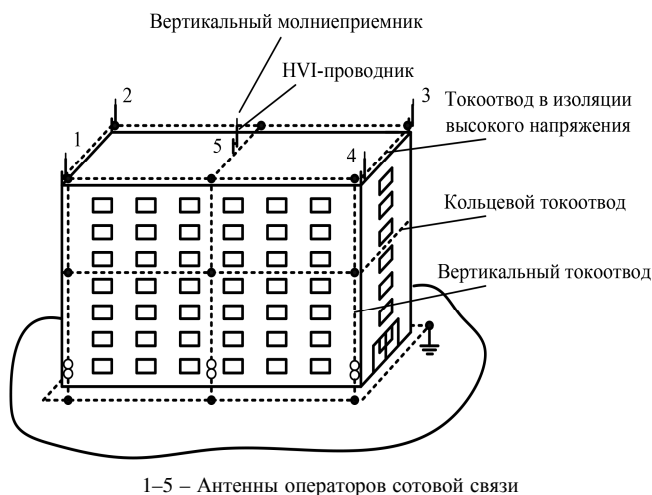 Вертикальный молниеприемник
HVI-проводник
2
3
Токоотвод в изоляции
высокого напряжения
1
5
4
Кольцевой токоотвод
Вертикальный токоотвод
1–5 – Антенны операторов сотовой связи